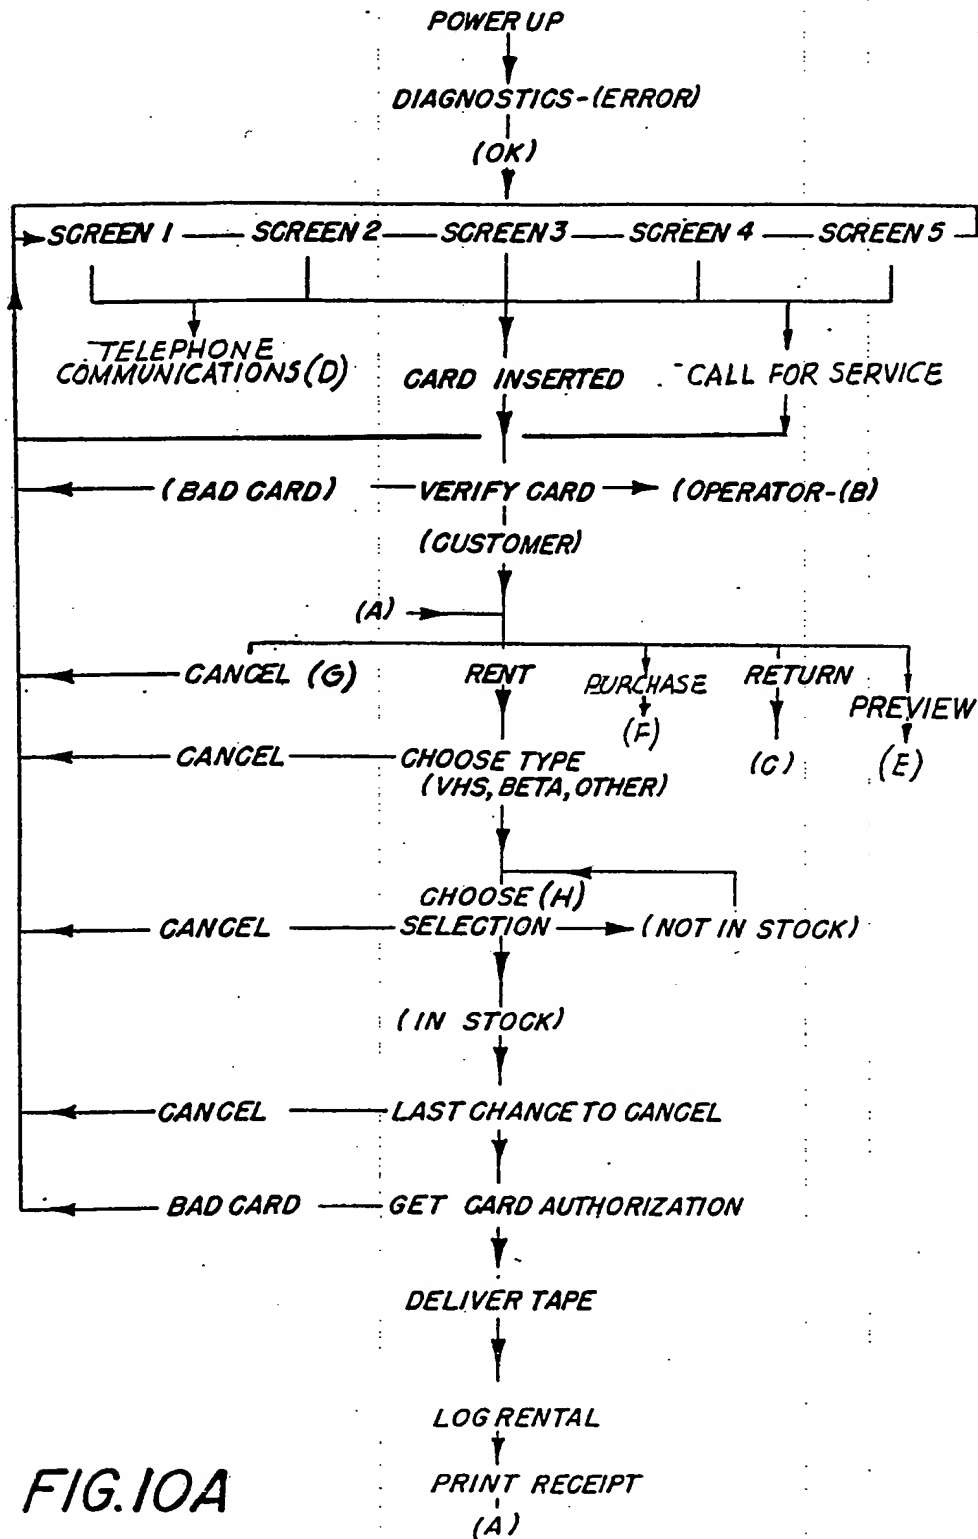 POWER UP
DIAGNOSTICS-(ERROR)
(OK)
SCREEN 1 SCREEN 2 SCREEN 3 SCREEN 4 SCREEN 5
TELEPHONE
COMMUNICATIONS(D)
CARD INSERTED
CALL FOR SERVICE
(BAD CARD) VERIFY CARD (OPERATOR-(B)
(CUSTOMER)
(A)
CANCEL (G) RENT PURCHASE RETURN PREVIEW
(F) (C) (E)
CANCEL CHOOSE TYPE
(VHS, BETA, OTHER)
CHOOSE (H)
CANCEL SELECTION (NOT IN STOCK)
(IN STOCK)
CANCEL LAST CHANCE TO CANCEL
BAD CARD GET CARD AUTHORIZATION
DELIVER TAPE
LOG RENTAL
PRINT RECEIPT
(A)
FIG.10A